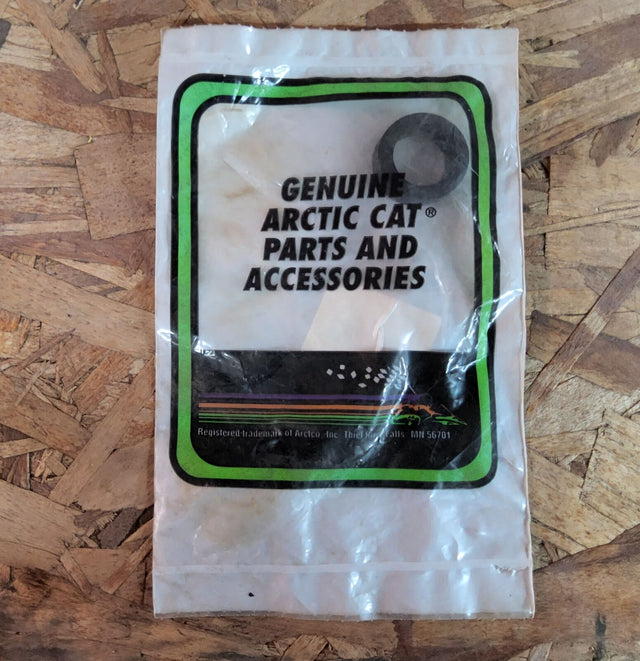 GENUINE
ARCTIC CAT®
PARTS AND
ACCESSORIES
Registered trademark of Arctco, Inc. Thief River Falls MN 56701